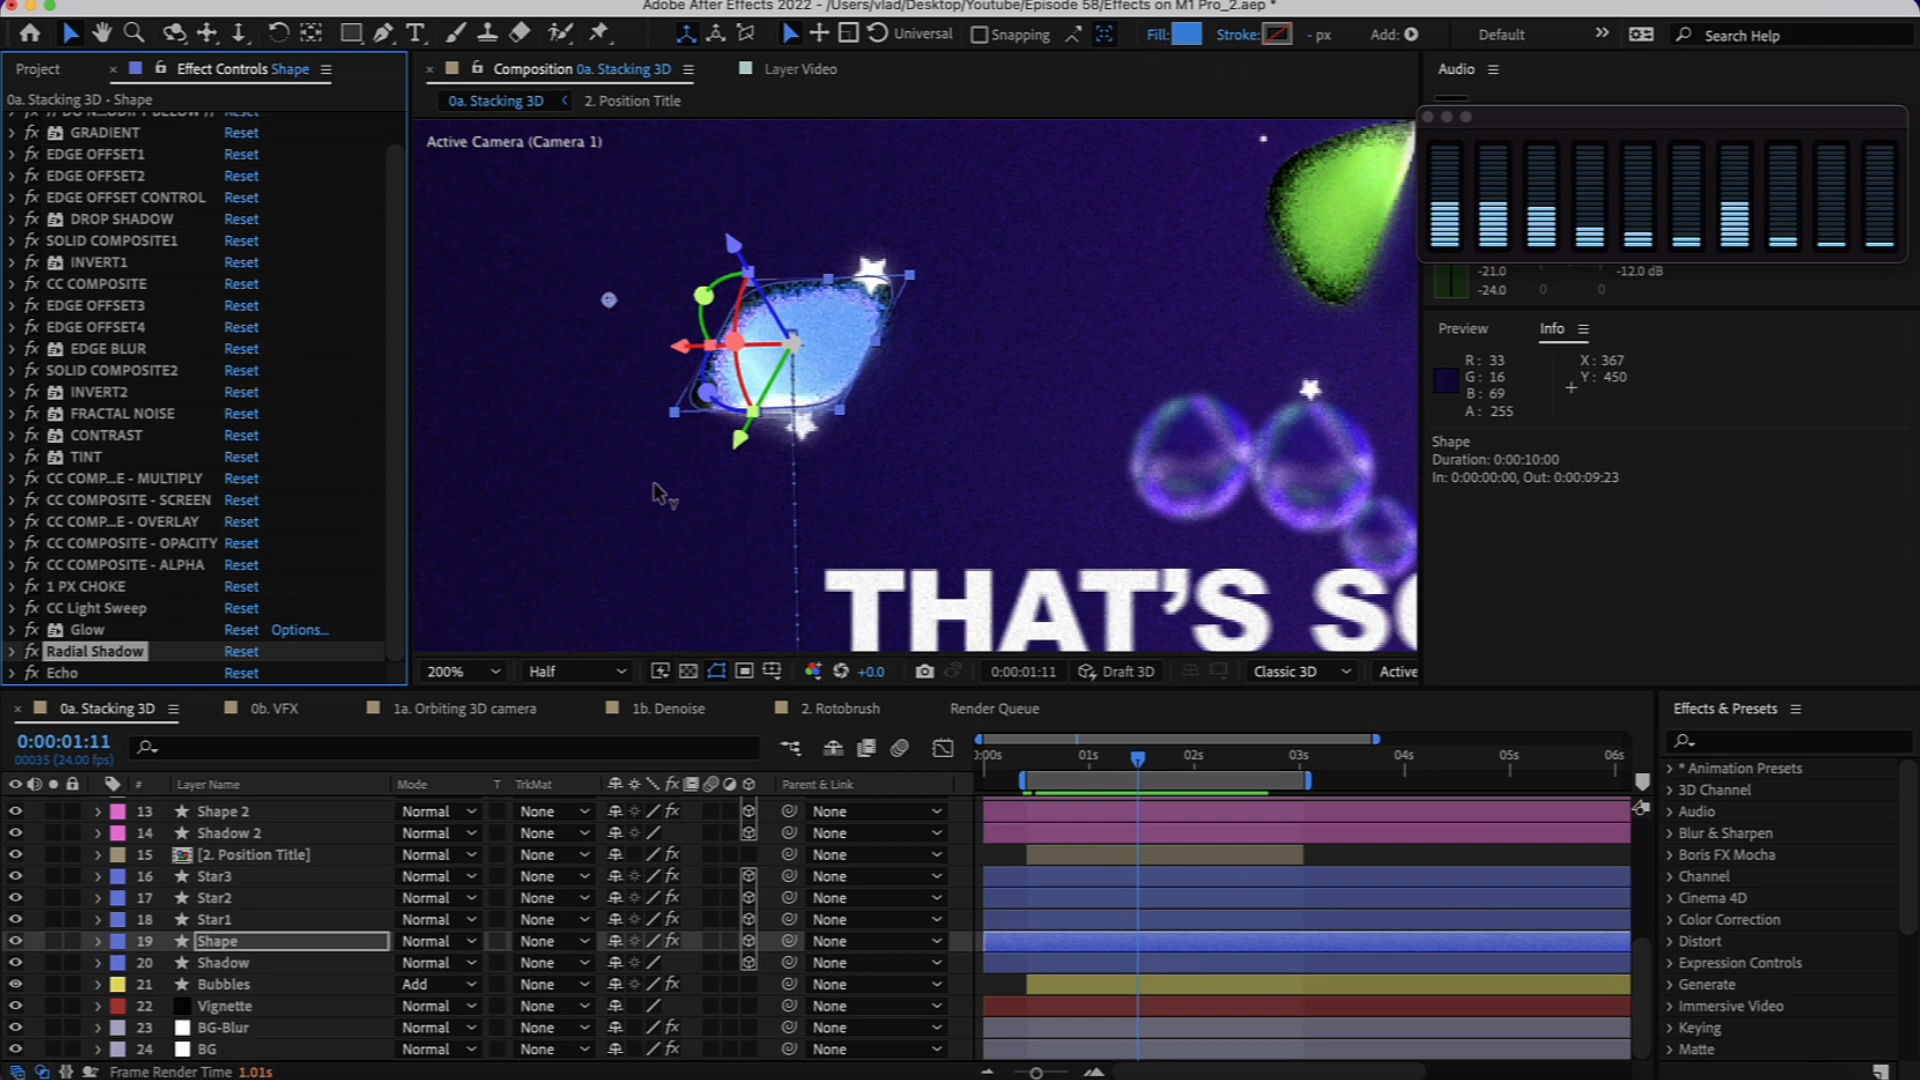 Adobe After Effects 2022 - /Users/vlad/Desktop/Youtube/Episode 58/Effects on M1 Pro_2.aep *
Universal
Snapping
Fill:
Stroke:
- px
Add:
Default
Search Help
Project
Effect Controls Shape
Composition 0a. Stacking 3D
Layer Video
Audio
0a. Stacking 3D • Shape
0a. Stacking 3D
2. Position Title
Active Camera (Camera 1)
GRADIENT Reset
EDGE OFFSET1 Reset
EDGE OFFSET2 Reset
EDGE OFFSET CONTROL Reset
DROP SHADOW Reset
SOLID COMPOSITE1 Reset
INVERT1 Reset
CC COMPOSITE Reset
EDGE OFFSET3 Reset
EDGE OFFSET4 Reset
EDGE BLUR Reset
SOLID COMPOSITE2 Reset
INVERT2 Reset
FRACTAL NOISE Reset
CONTRAST Reset
TINT Reset
CC COMP...E - MULTIPLY Reset
CC COMPOSITE - SCREEN Reset
CC COMP...E - OVERLAY Reset
CC COMPOSITE - OPACITY Reset
CC COMPOSITE - ALPHA Reset
1 PX CHOKE Reset
CC Light Sweep Reset
Glow Reset Options...
Radial Shadow Reset
Echo Reset
THAT'S SO
-21.0
-24.0
0
0
-12.0 dB
Preview
Info
R: 33
G: 16
B: 69
A: 255
X: 367
Y: 450
Shape
Duration: 0:00:10:00
In: 0:00:00:00, Out: 0:00:09:23
200%
Half
+0.0
0:00:01:11
Draft 3D
Classic 3D
Active
0a. Stacking 3D
0b. VFX
1a. Orbiting 3D camera
1b. Denoise
2. Rotobrush
Render Queue
0:00:01:11
00035 (24.00 fps)
:00s 01s 02s 03s 04s 05s 06s
# Layer Name Mode T TrkMat Parent & Link
13 Shape 2 Normal None None
14 Shadow 2 Normal None None
15 [2. Position Title] Normal None None
16 Star3 Normal None None
17 Star2 Normal None None
18 Star1 Normal None None
19 Shape Normal None None
20 Shadow Normal None None
21 Bubbles Add None None
22 Vignette Normal None None
23 BG-Blur Normal None None
24 BG Normal None None
Frame Render Time 1.01s
Effects & Presets
* Animation Presets
3D Channel
Audio
Blur & Sharpen
Boris FX Mocha
Channel
Cinema 4D
Color Correction
Distort
Expression Controls
Generate
Immersive Video
Keying
Matte